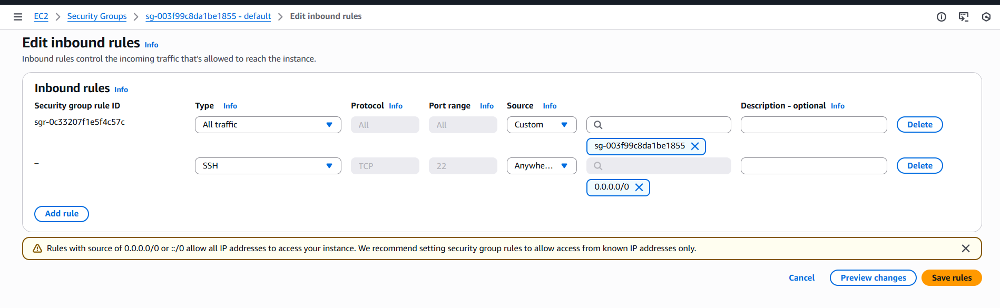 EC2 Security Groups sg-003f99c8da1be1855 - default Edit inbound rules
Edit inbound rules Info
Inbound rules control the incoming traffic that's allowed to reach the instance.
Inbound rules Info
Security group rule ID Type Info Protocol Info Port range Info Source Info Description - optional Info
sgr-0c33207f1e5f4c57c All traffic All All Custom Delete
sg-003f99c8da1be1855
– SSH TCP 22 Anywhe... Delete
0.0.0.0/0
Add rule
Rules with source of 0.0.0.0/0 or ::/0 allow all IP addresses to access your instance. We recommend setting security group rules to allow access from known IP addresses only.
Cancel Preview changes Save rules